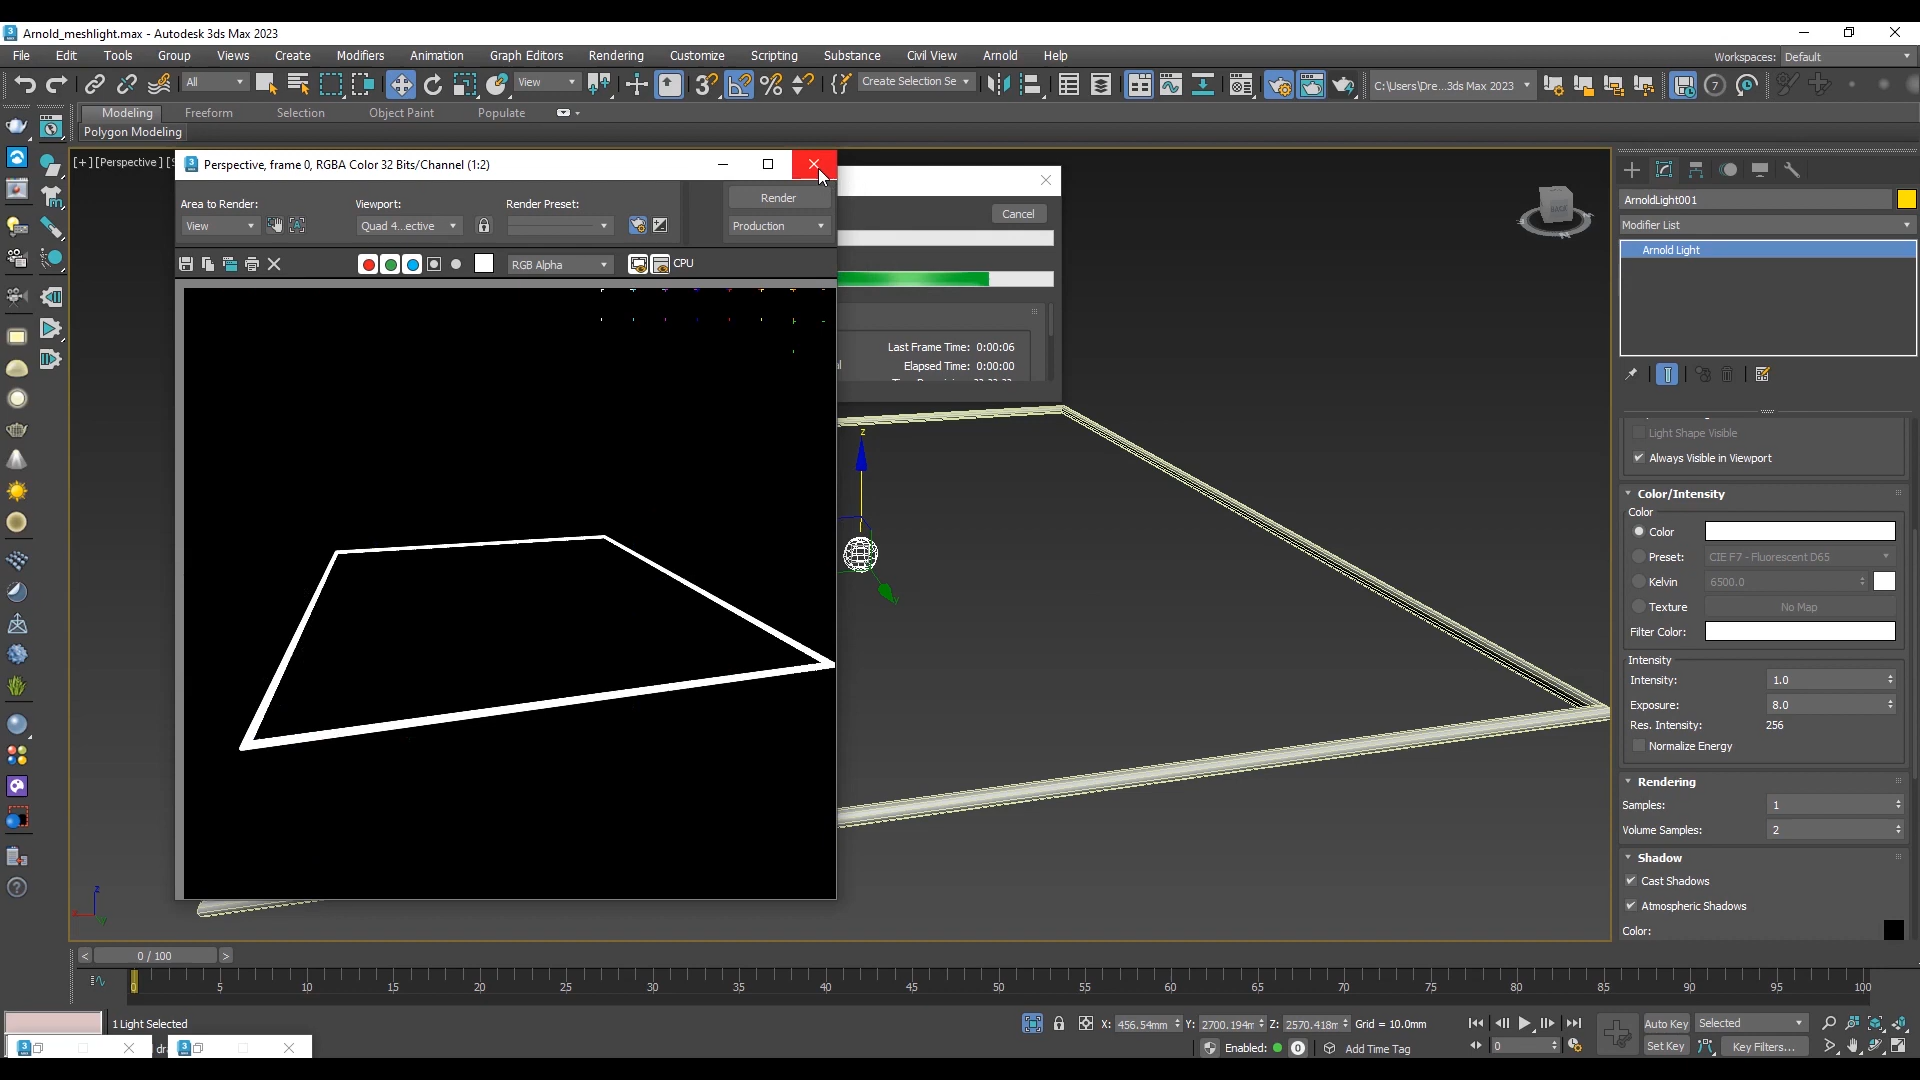 Arnold_meshlight.max - Autodesk 3ds Max 2023
File Edit Tools Group Views Create Modifiers Animation Graph Editors Rendering Customize Scripting Substance Civil View Arnold Help
Workspaces: Default
All View Create Selection Se C:\Users\Dre...3ds Max 2023
Modeling Freeform Selection Object Paint Populate
Polygon Modeling
[+][Perspective]
Perspective, frame 0, RGBA Color 32 Bits/Channel (1:2)
Area to Render: Viewport: Render Preset: Render
View Quad 4...ective Production
RGB Alpha CPU
Cancel
Last Frame Time: 0:00:06
Elapsed Time: 0:00:00
z
y
BACK
ArnoldLight001
Modifier List
Arnold Light
Light Shape Visible
Always Visible in Viewport
Color/Intensity
Color
Color
Preset: CIE F7 - Fluorescent D65
Kelvin 6500.0
Texture No Map
Filter Color:
Intensity
Intensity: 1.0
Exposure: 8.0
Res. Intensity: 256
Normalize Energy
Rendering
Samples: 1
Volume Samples: 2
Shadow
Cast Shadows
Atmospheric Shadows
Color:
z
x
y
< 0 / 100 >
0 5 10 15 20 25 30 35 40 45 50 55 60 65 70 75 80 85 90 95 100
1 Light Selected X: 456.54mm Y: 2700.194m Z: 2570.418m Grid = 10.0mm Auto Key Selected
Enabled: 0 Add Time Tag 0 Set Key Key Filters...